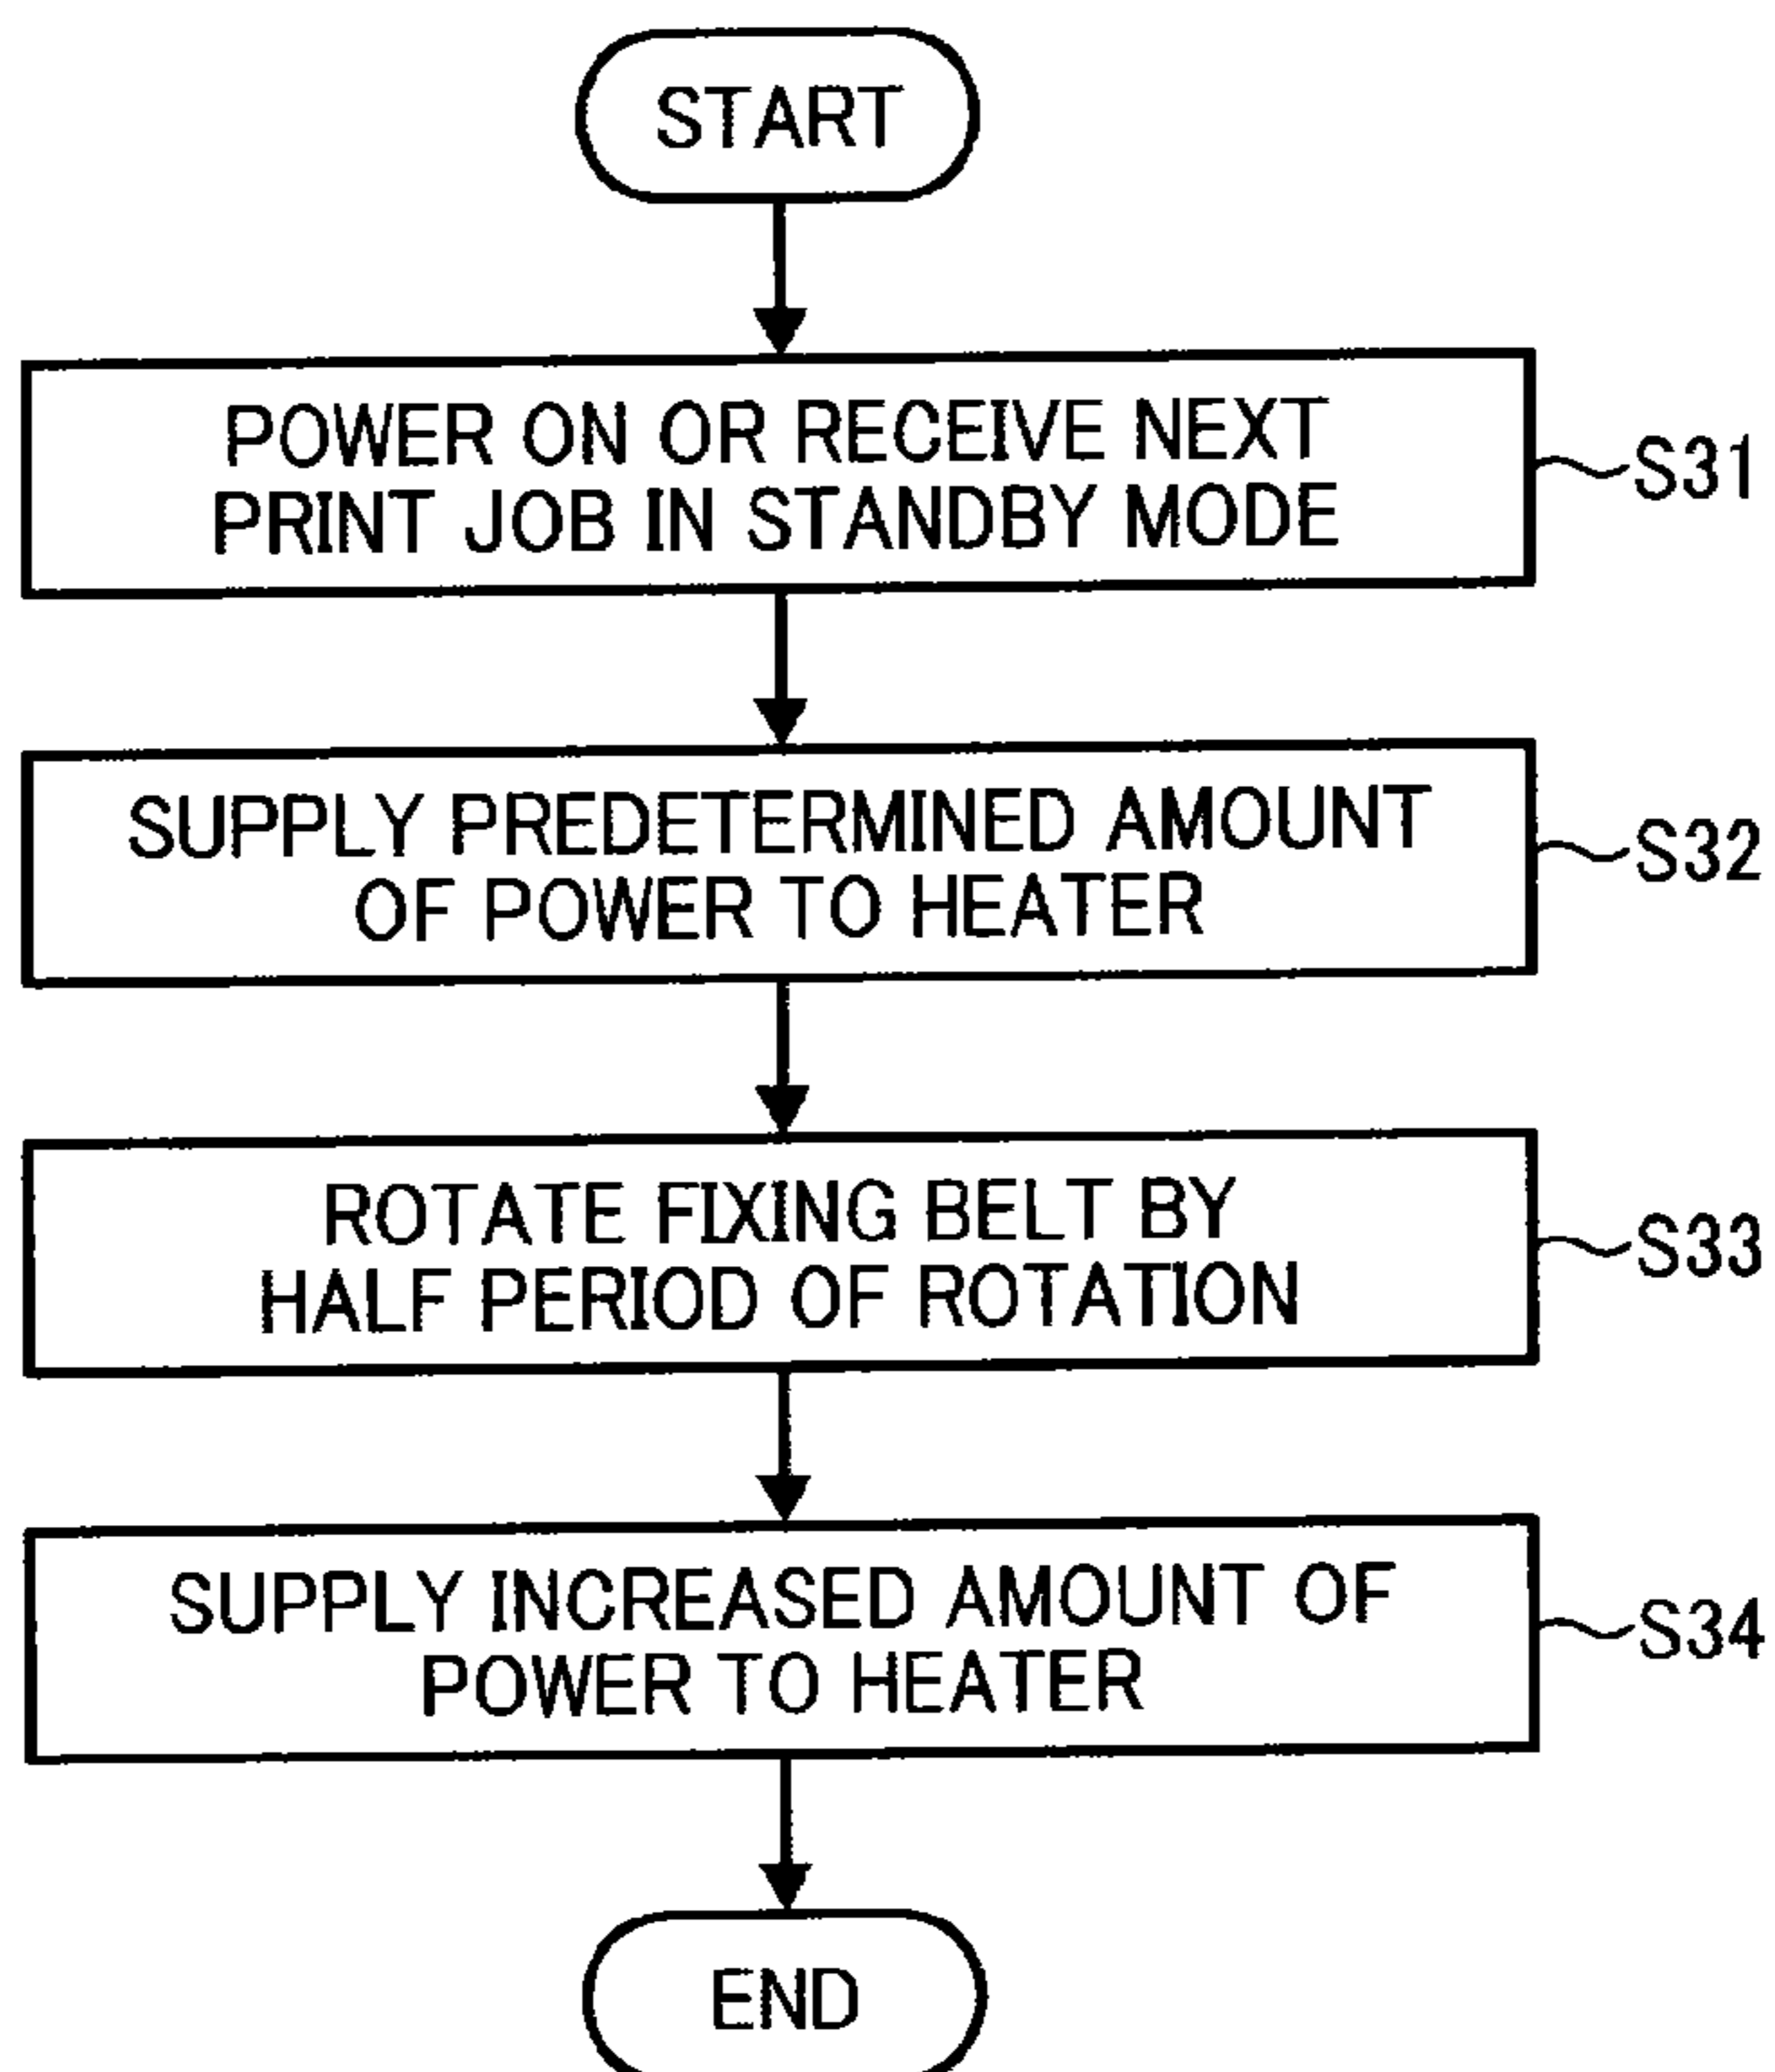 START
POWER ON OR RECEIVE NEXT
PRINT JOB IN STANDBY MODE
S31
SUPPLY PREDETERMINED AMOUNT
OF POWER TO HEATER
S32
ROTATE FIXING BELT BY
HALF PERIOD OF ROTATION
S33
SUPPLY INCREASED AMOUNT OF
POWER TO HEATER
S34
END